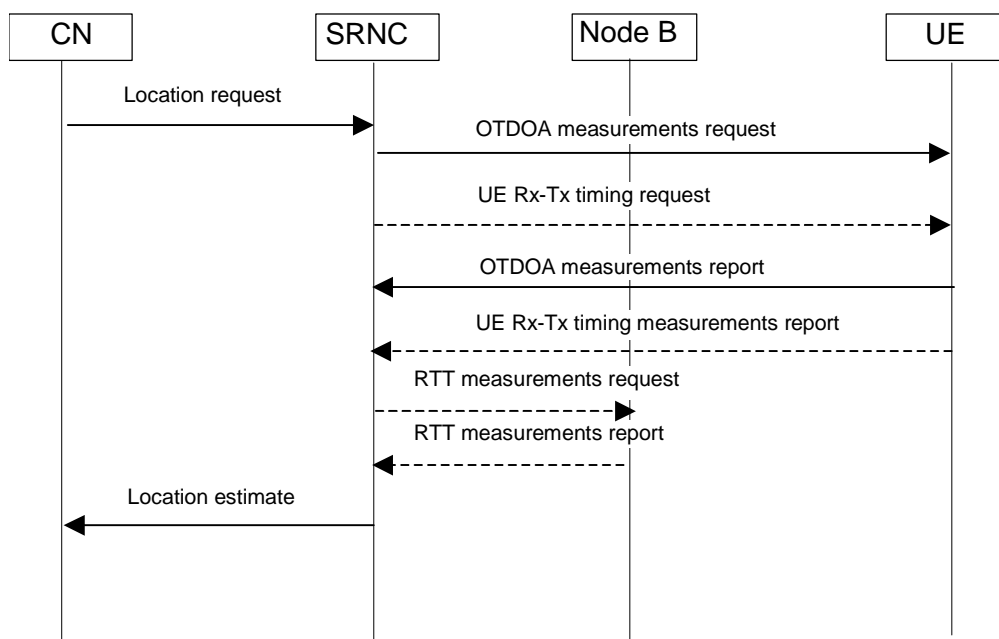 CN
SRNC
Node B
UE
Location request
OTDOA measurements request
UE Rx-Tx timing request
OTDOA measurements report
UE Rx-Tx timing measurements report
RTT measurements request
RTT measurements report
Location estimate